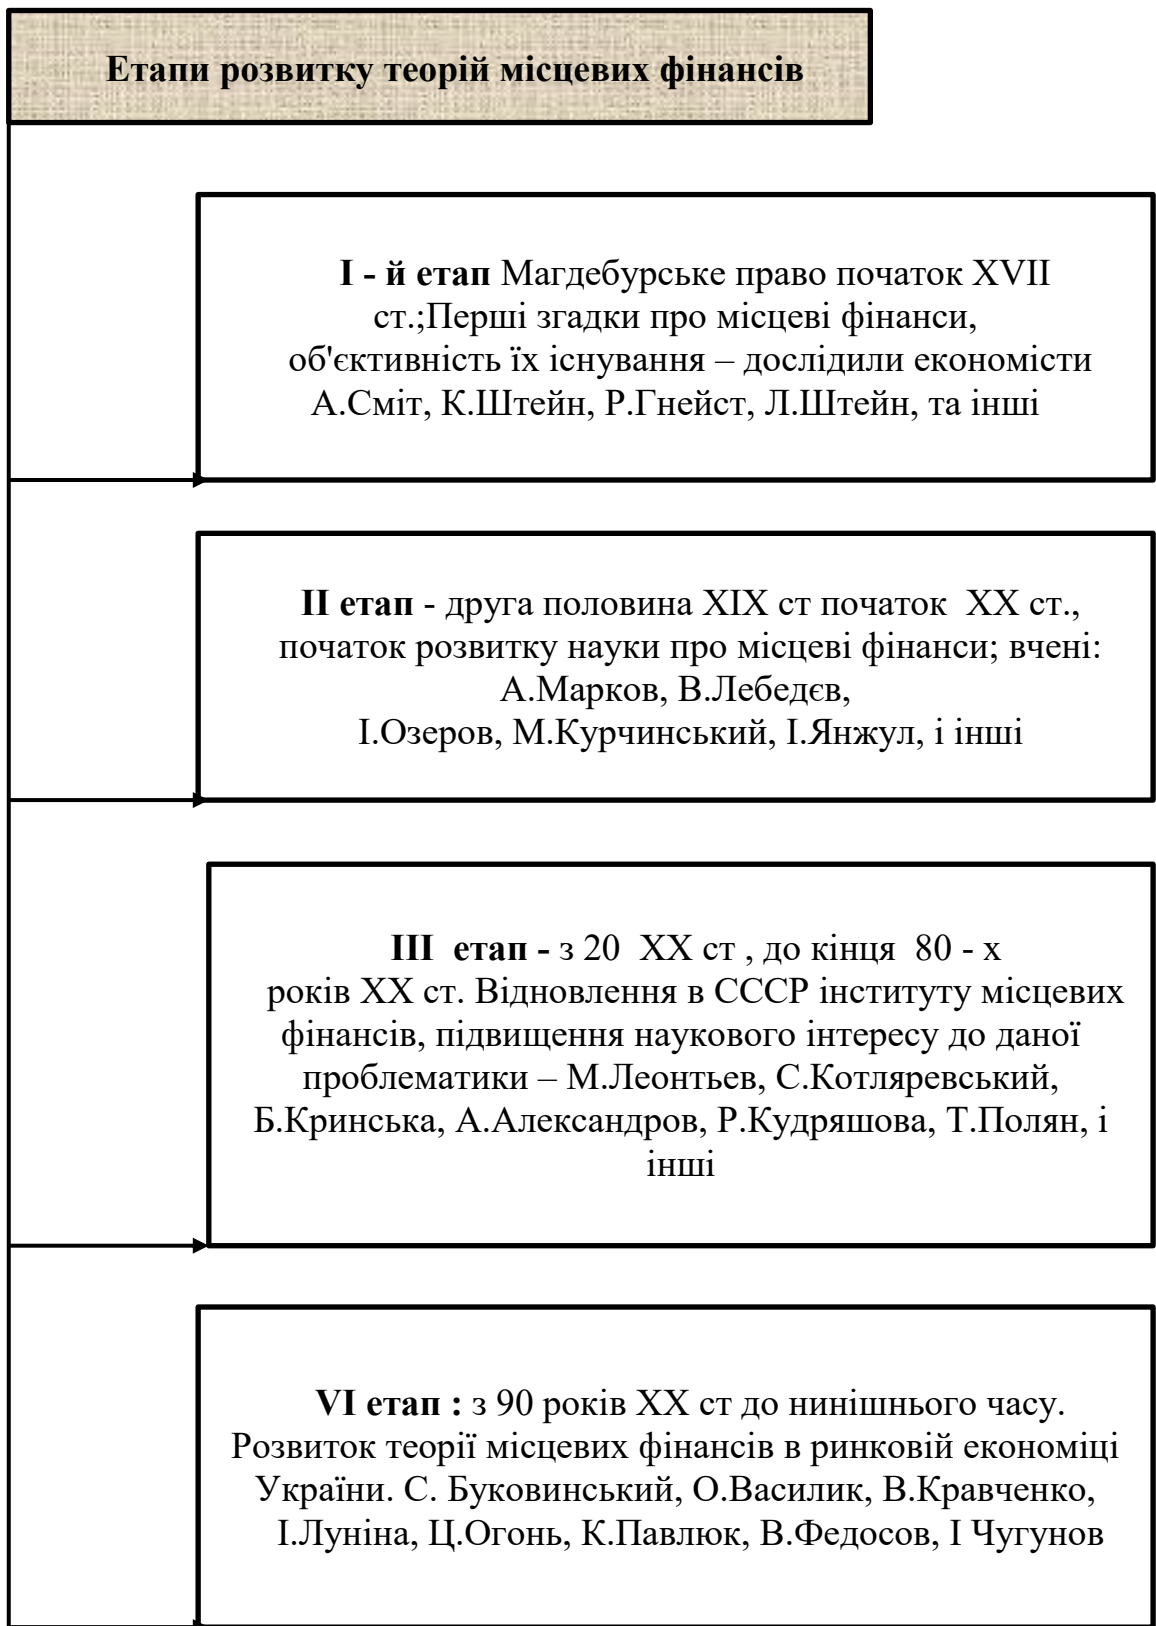 Етапи розвитку теорій місцевих фінансів
І - й етап Магдебурське право початок XVII
ст.;Перші згадки про місцеві фінанси,
об'єктивність їх існування – дослідили економісти
А.Сміт, К.Штейн, Р.Гнейст, Л.Штейн, та інші
ІІ етап - друга половина XIX ст початок XX ст.,
початок розвитку науки про місцеві фінанси; вчені:
А.Марков, В.Лебедєв,
І.Озеров, М.Курчинський, І.Янжул, і інші
ІІІ етап - з 20 XX ст , до кінця 80 - х
років XX ст. Відновлення в СССР інституту місцевих
фінансів, підвищення наукового інтересу до даної
проблематики – М.Леонтьев, С.Котляревський,
Б.Кринська, А.Александров, Р.Кудряшова, Т.Полян, і
інші
VI етап : з 90 років XX ст до нинішнього часу.
Розвиток теорії місцевих фінансів в ринковій економіці
України. С. Буковинський, О.Василик, В.Кравченко,
І.Луніна, Ц.Огонь, К.Павлюк, В.Федосов, І Чугунов